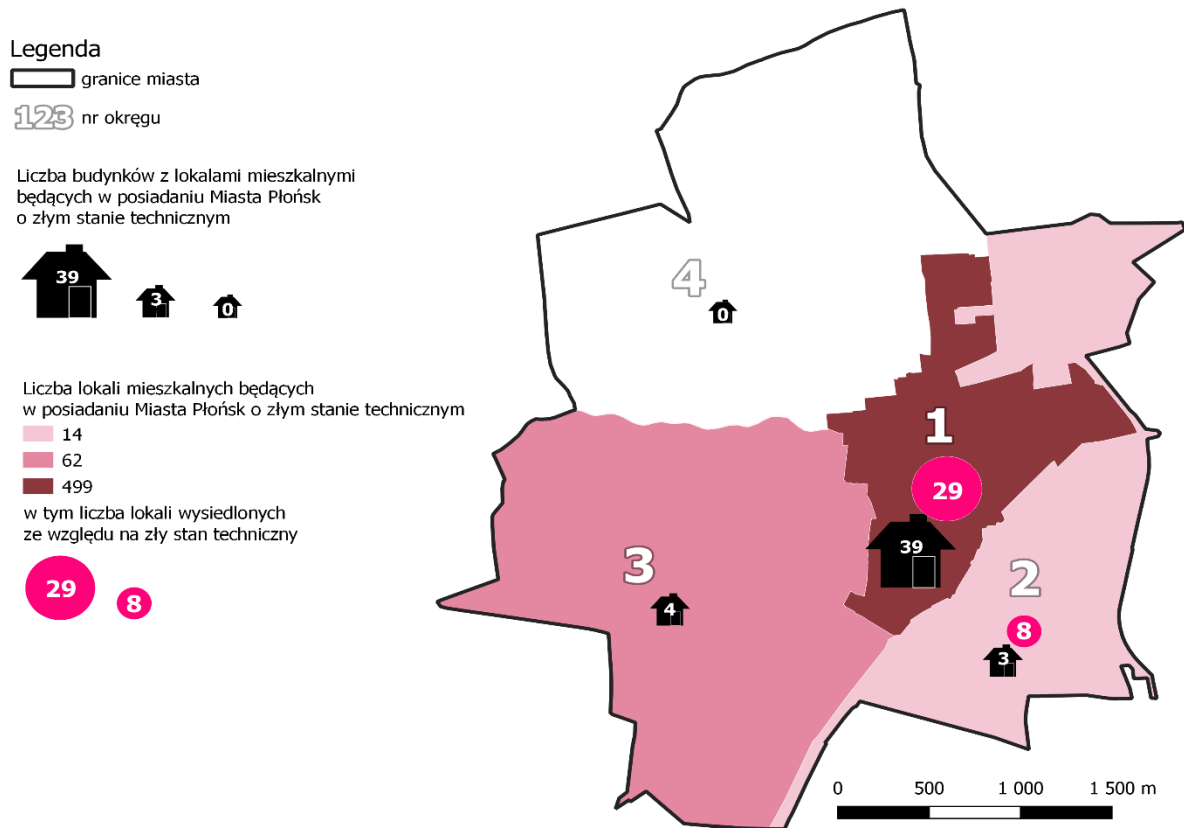 Legenda
granice miasta
123 nr okręgu
Liczba budynków z lokalami mieszkalnymi
będących w posiadaniu Miasta Płońsk
o złym stanie technicznym
39
3
0
Liczba lokali mieszkalnych będących
w posiadaniu Miasta Płońsk o złym stanie technicznym
14
62
499
w tym liczba lokali wysiedlonych
ze względu na zły stan techniczny
29
8
4
0
1
29
39
3
4
2
8
3
0 500 1 000 1 500 m